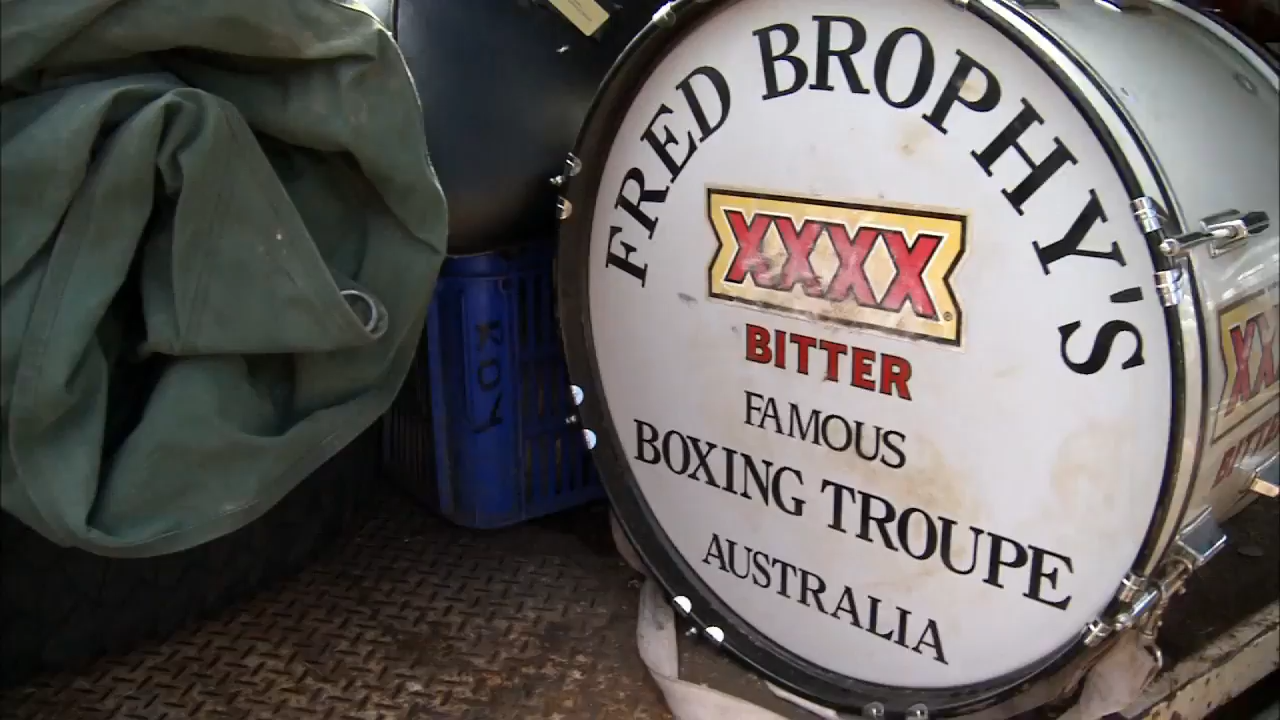 FRED BROPHY'S
XXXX
BITTER
FAMOUS
BOXING TROUPE
AUSTRALIA